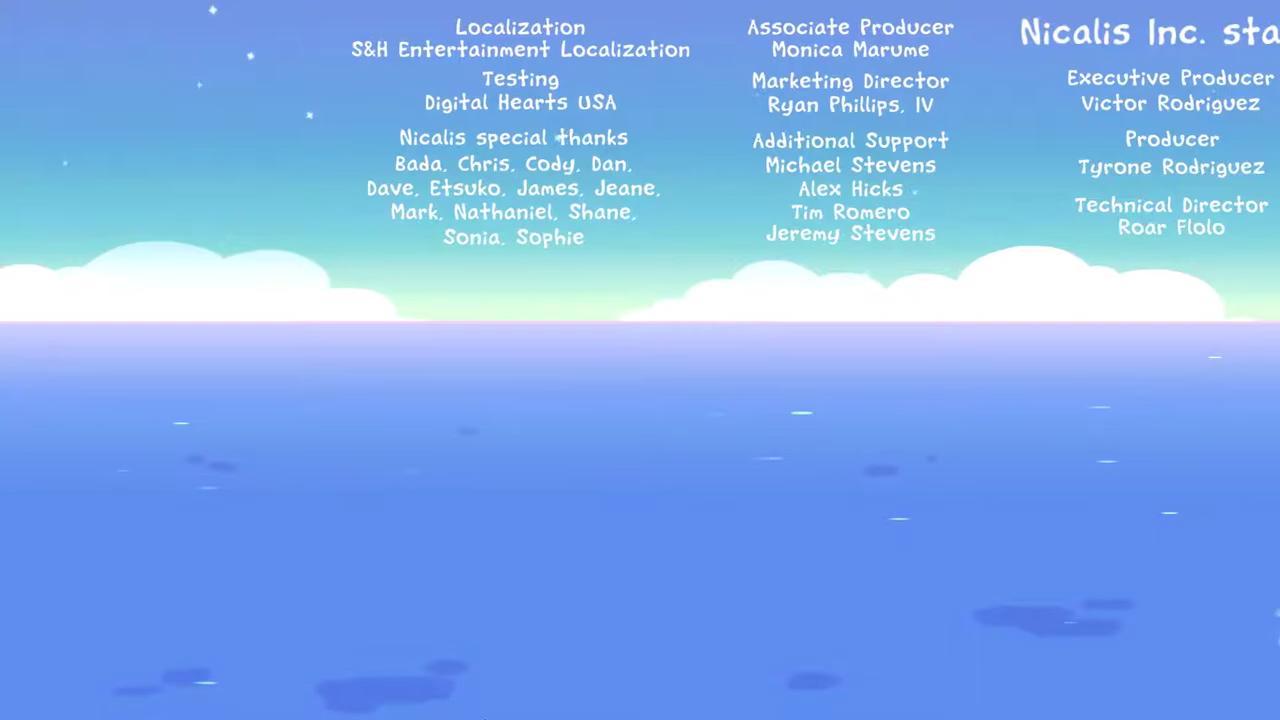 Localization
S&H Entertainment Localization
Testing
Digital Hearts USA
Nicalis special thanks
Bada, Chris, Cody, Dan,
Dave, Etsuko, James, Jeane,
Mark, Nathaniel, Shane,
Sonia, Sophie
Associate Producer
Monica Marume
Marketing Director
Ryan Phillips, IV
Additional Support
Michael Stevens
Alex Hicks
Tim Romero
Jeremy Stevens
Nicalis Inc. sta
Executive Producer
Victor Rodriguez
Producer
Tyrone Rodriguez
Technical Director
Roar Flolo